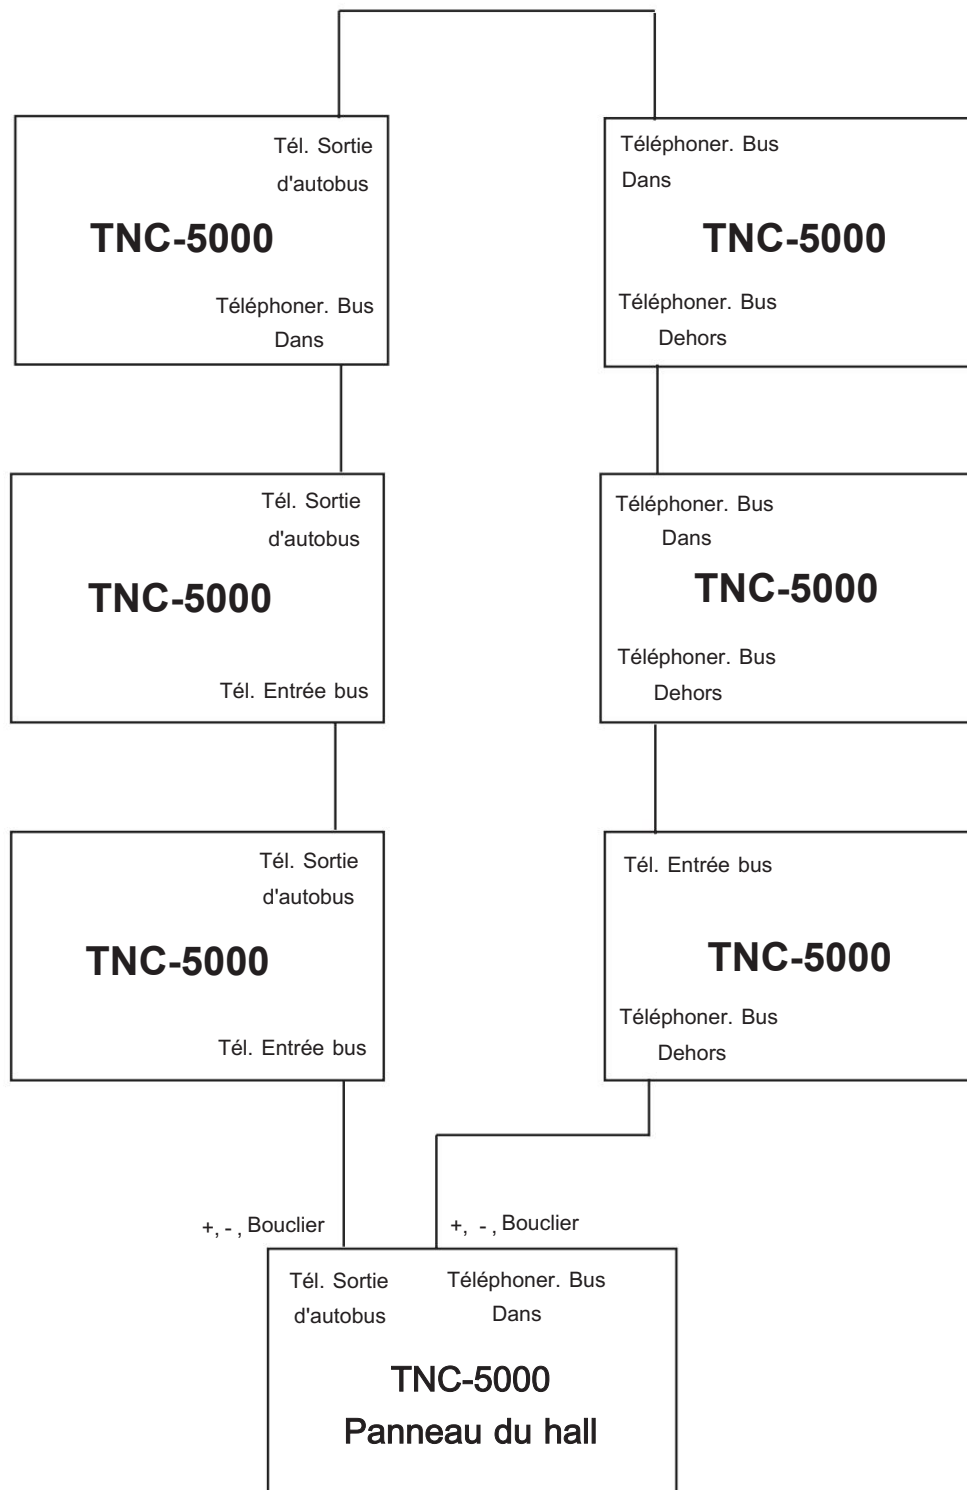 Tél. Sortie
d'autobus
TNC-5000
Téléphoner. Bus
Dans
Téléphoner. Bus
Dans
TNC-5000
Téléphoner. Bus
Dehors
Tél. Sortie
d'autobus
TNC-5000
Tél. Entrée bus
Téléphoner. Bus
Dans
TNC-5000
Téléphoner. Bus
Dehors
Tél. Sortie
d'autobus
TNC-5000
Tél. Entrée bus
Tél. Entrée bus
TNC-5000
Téléphoner. Bus
Dehors
+, - , Bouclier
+, - , Bouclier
Tél. Sortie
d'autobus
Téléphoner. Bus
Dans
TNC-5000
Panneau du hall